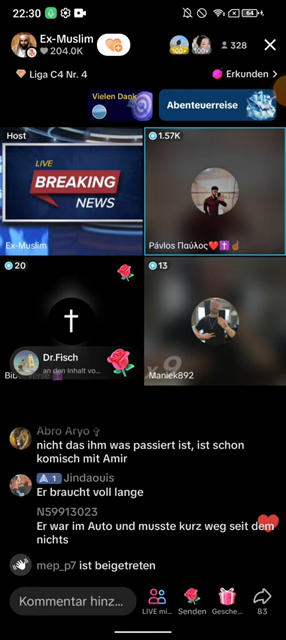 22:30
64
Ex-Muslim
204.0K
100+
100+
328
Liga C4 Nr. 4
Erkunden >
Vielen Dank
Abenteuerreise
Host
1.57K
LIVE
BREAKING
NEWS
Ex-Muslim
Pávlos Παύλος❤️✝️☝️
20
13
Dr.Fisch
an den Inhalt vo...
Maniek892
Abro Aryo ✞
nicht das ihm was passiert ist, ist schon
komisch mit Amir
1 Jindaouis
Er braucht voll lange
N59913023
Er war im Auto und musste kurz weg seit dem
nichts
mep_p7 ist beigetreten
Kommentar hinz...
LIVE mi...
Senden
Gesche...
83